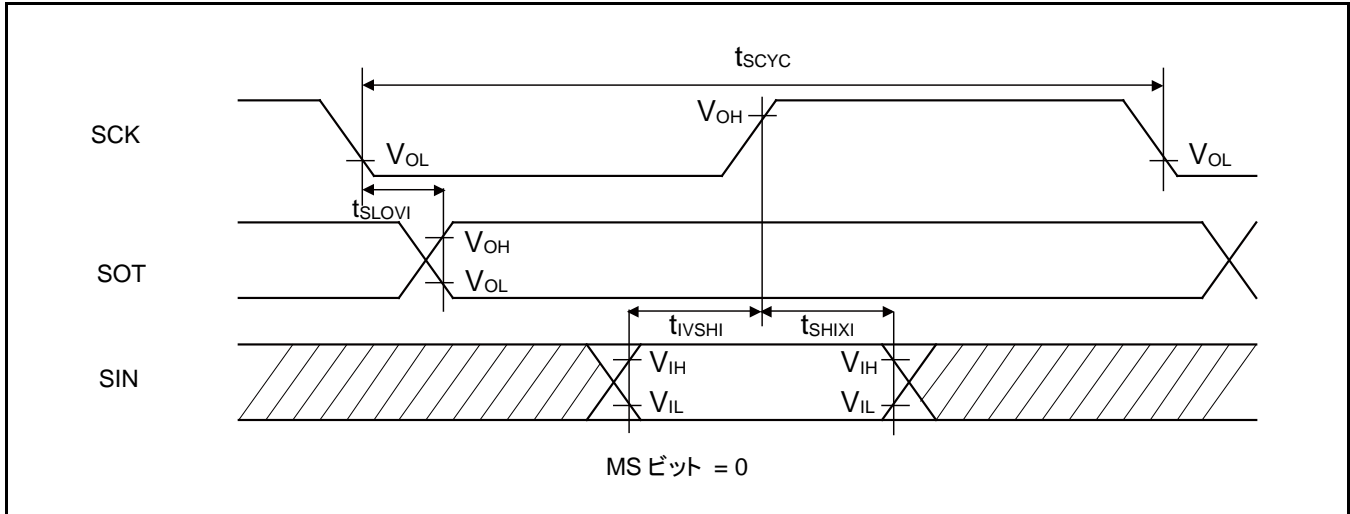 tSCYC
SCK
VOH
VOL
VOL
tSLOVI
SOT
VOH
VOL
tIVSHI
tSHIXI
SIN
VIH
VIH
VIL
VIL
MS ビット = 0